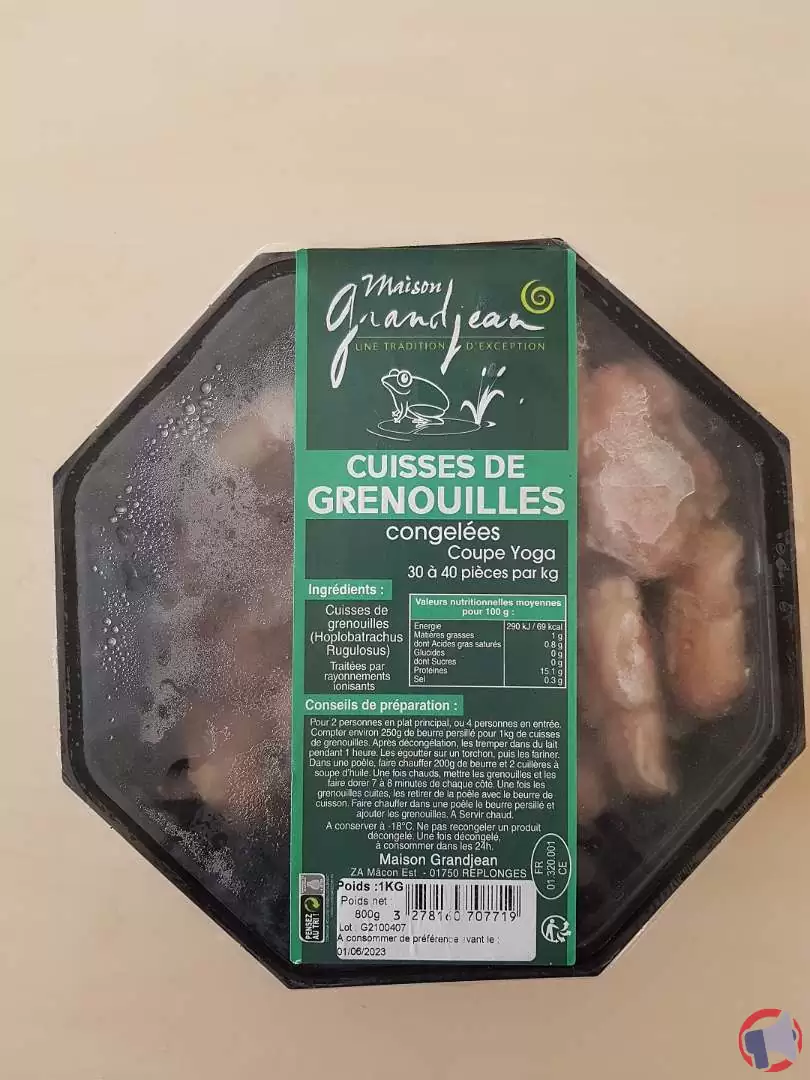 Maison
Grandjean
UNE TRADITION D'EXCEPTION
CUISSES DE
GRENOUILLES
congelées
Coupe Yoga
30 à 40 pièces par kg
Ingrédients :
Cuisses de
grenouilles
(Hoplobatrachus
Rugulosus)
Traitées par
rayonnements
ionisants
Valeurs nutritionnelles moyennes
pour 100 g :
Energie 290 kJ / 69 kcal
Matières grasses 1 g
dont Acides gras saturés 0.8 g
Glucides 0 g
dont Sucres 0 g
Protéines 15.1 g
Sel 0.3 g
Conseils de préparation :
Pour 2 personnes en plat principal, ou 4 personnes en entrée.
Compter environ 250g de beurre persillé pour 1kg de cuisses
de grenouilles. Après décongélation, les tremper dans du lait
pendant 1 heure. Les égoutter sur un torchon, puis les fariner.
Dans une poêle, faire chauffer 200g de beurre et 2 cuillères à
soupe d'huile. Une fois chauds, mettre les grenouilles et les
faire dorer 7 à 8 minutes de chaque côté. Une fois les
grenouilles cuites, les retirer de la poêle avec le beurre de
cuisson. Faire chauffer dans une poêle le beurre persillé et
ajouter les grenouilles. A Servir chaud.
A conserver à -18°C. Ne pas recongeler un produit
décongelé. Une fois décongelé,
à consommer dans les 24h.
Maison Grandjean
ZA Mâcon Est - 01750 REPLONGES
FR
01.320.001
CE
PENSEZ
AU TRI !
Poids :1KG
Poids net :
800g
3 278160 707719
Lot : G2100407
A consommer de préférence avant le :
01/06/2023